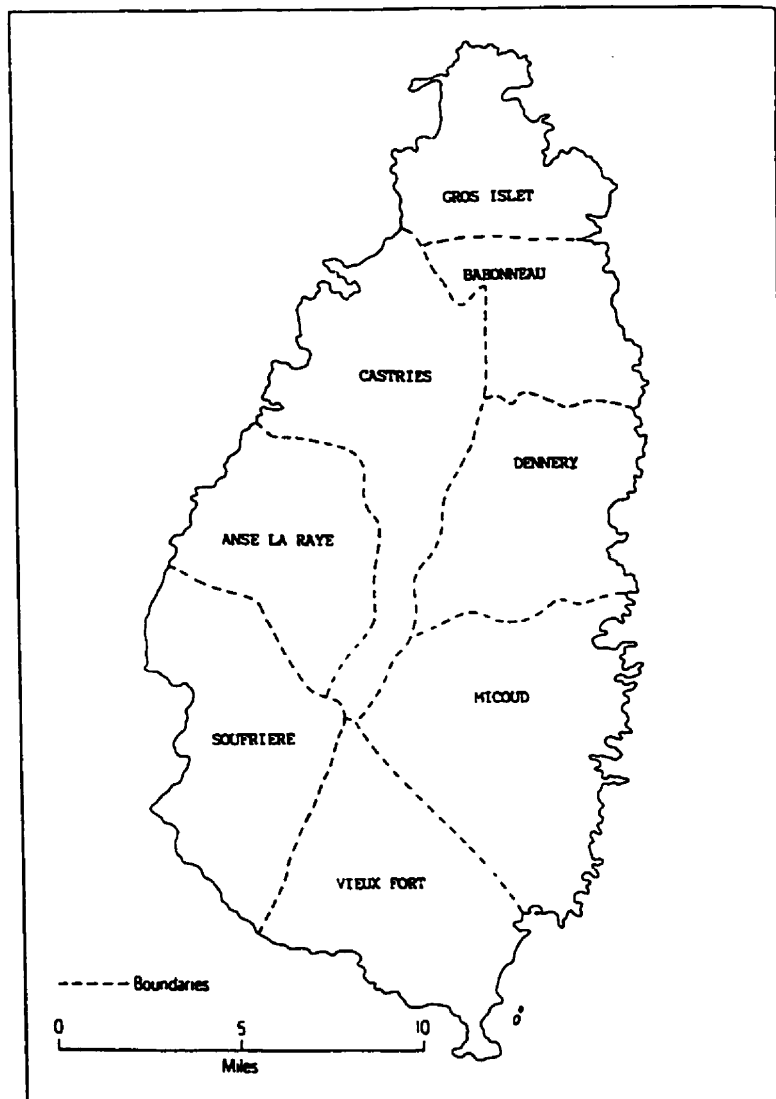 GROS ISLET
BABONNEAU
CASTRIES
DENNERY
ANSE LA RAYE
MICOUD
SOUFRIERE
VIEUX FORT
Boundaries
0 5 10
Miles